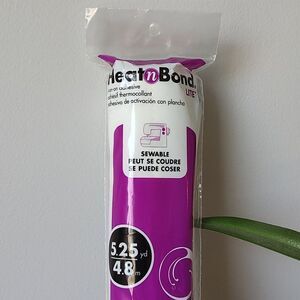 HeatnBond
LITE
iron on adhesive
adhésif thermocollant
adhesivo de activación con plancha
SEWABLE
PEUT SE COUDRE
SE PUEDE COSER
5.25 yd
4.8 m